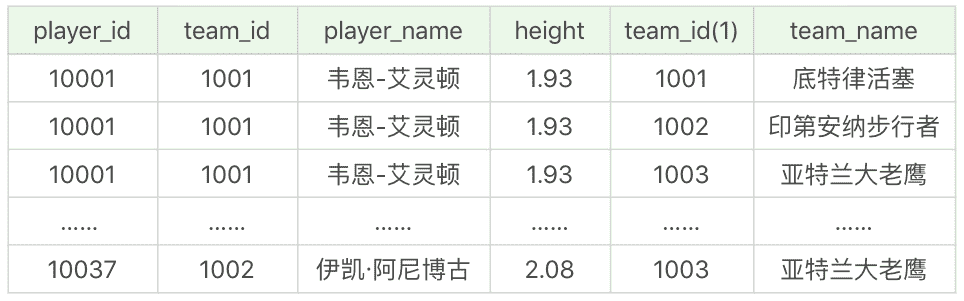 player_id team_id player_name height team_id(1) team_name
10001 1001 韦恩-艾灵顿 1.93 1001 底特律活塞
10001 1001 韦恩-艾灵顿 1.93 1002 印第安纳步行者
10001 1001 韦恩-艾灵顿 1.93 1003 亚特兰大老鹰
…… …… …… …… …… ……
10037 1002 伊凯·阿尼博古 2.08 1003 亚特兰大老鹰